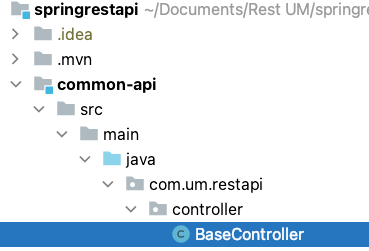 springrestapi ~/Documents/Rest UM/springre
.idea
.mvn
common-api
src
main
java
com.um.restapi
controller
BaseController